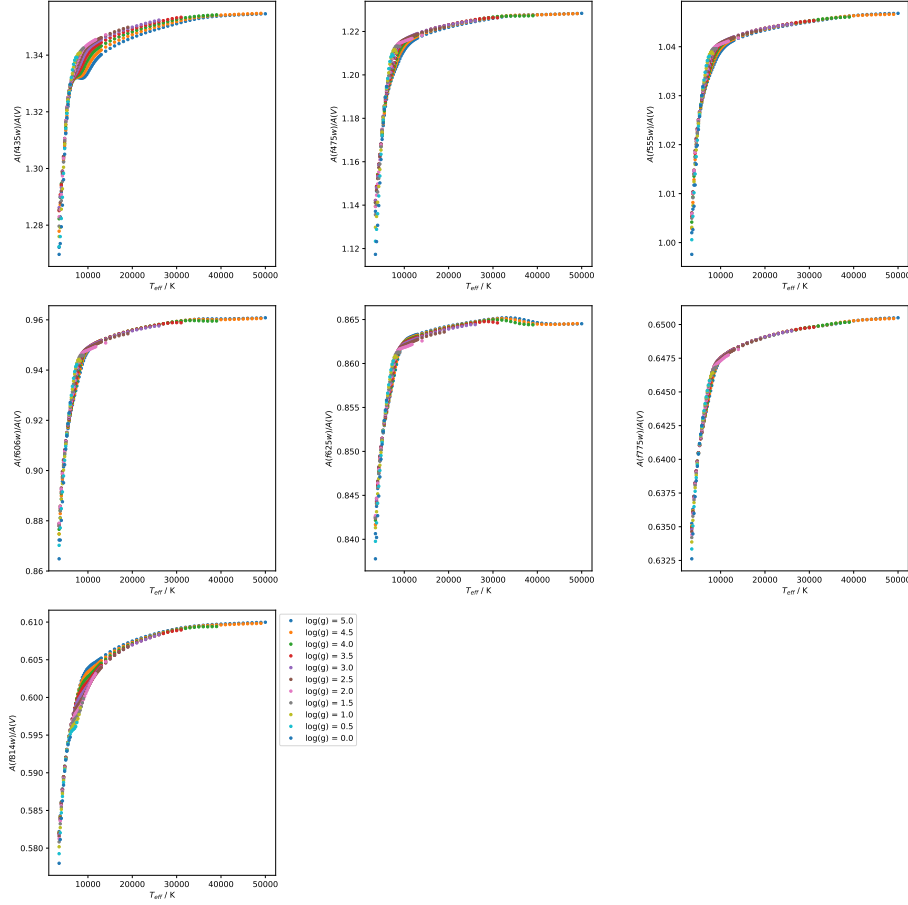 A(f435w)/A(V)
1.34
1.32
1.30
1.28
10000 20000 30000 40000 50000
T_eff / K
A(f475w)/A(V)
1.22
1.20
1.18
1.16
1.14
1.12
10000 20000 30000 40000 50000
T_eff / K
A(f555w)/A(V)
1.04
1.03
1.02
1.01
1.00
10000 20000 30000 40000 50000
T_eff / K
A(f606w)/A(V)
0.96
0.94
0.92
0.90
0.88
0.86
10000 20000 30000 40000 50000
T_eff / K
A(f625w)/A(V)
0.865
0.860
0.855
0.850
0.845
0.840
10000 20000 30000 40000 50000
T_eff / K
A(f775w)/A(V)
0.6500
0.6475
0.6450
0.6425
0.6400
0.6375
0.6350
0.6325
10000 20000 30000 40000 50000
T_eff / K
A(f814w)/A(V)
0.610
0.605
0.600
0.595
0.590
0.585
0.580
10000 20000 30000 40000 50000
T_eff / K
log(g) = 5.0
log(g) = 4.5
log(g) = 4.0
log(g) = 3.5
log(g) = 3.0
log(g) = 2.5
log(g) = 2.0
log(g) = 1.5
log(g) = 1.0
log(g) = 0.5
log(g) = 0.0